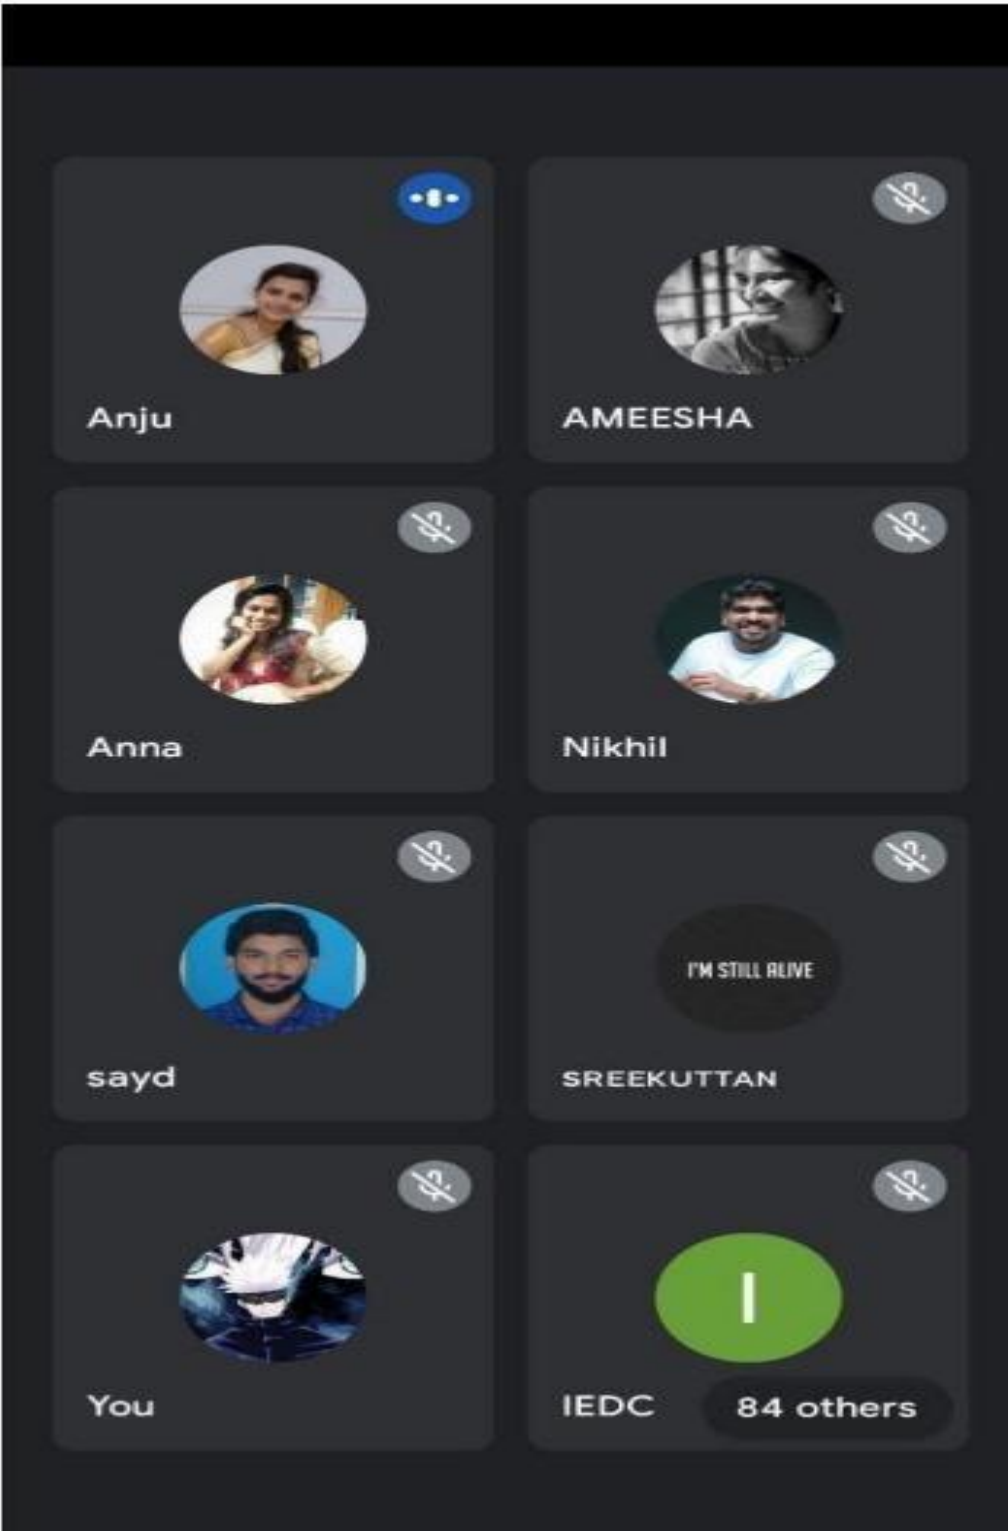 Anju
AMEESHA
Anna
Nikhil
sayd
I'M STILL ALIVE
SREEKUTTAN
You
I
IEDC
84 others